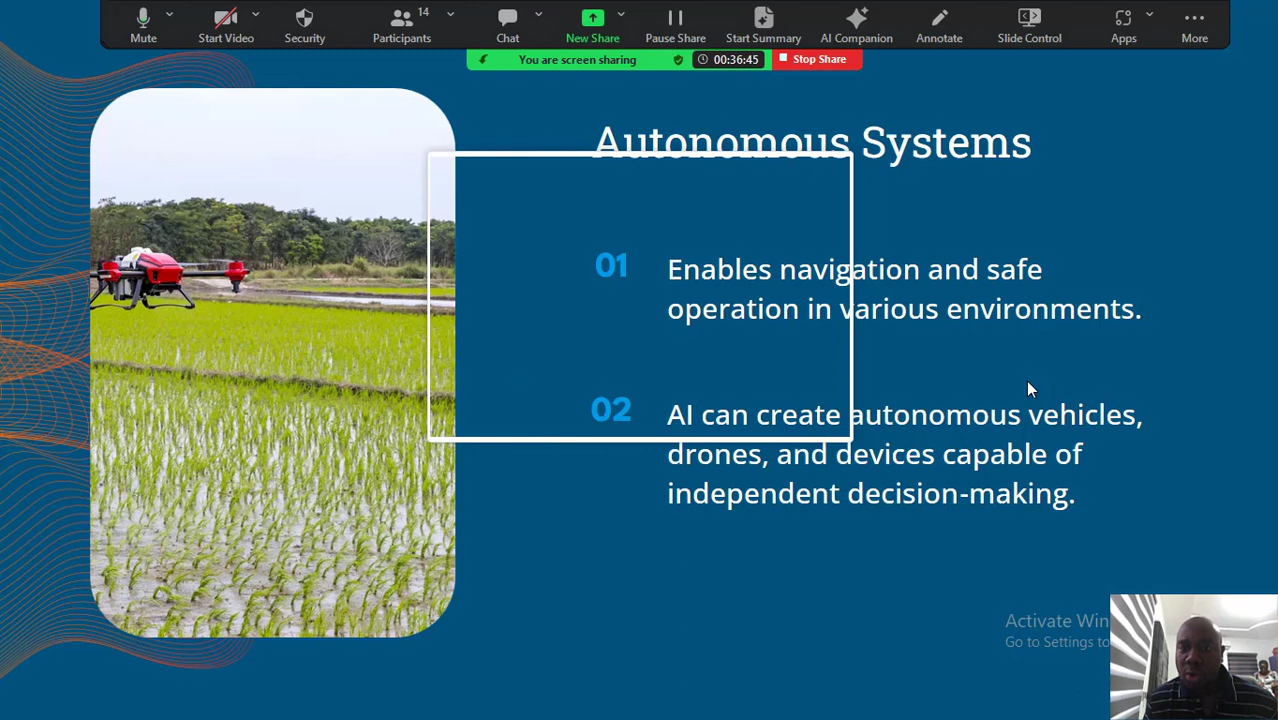 14
Mute
Start Video
Security
Participants
Chat
New Share
Pause Share
Start Summary
AI Companion
Annotate
Slide Control
Apps
More
You are screen sharing
00:36:45
Stop Share
Autonomous Systems
01
Enables navigation and safe
operation in various environments.
02
AI can create autonomous vehicles,
drones, and devices capable of
independent decision-making.
Activate Win
Go to Settings to